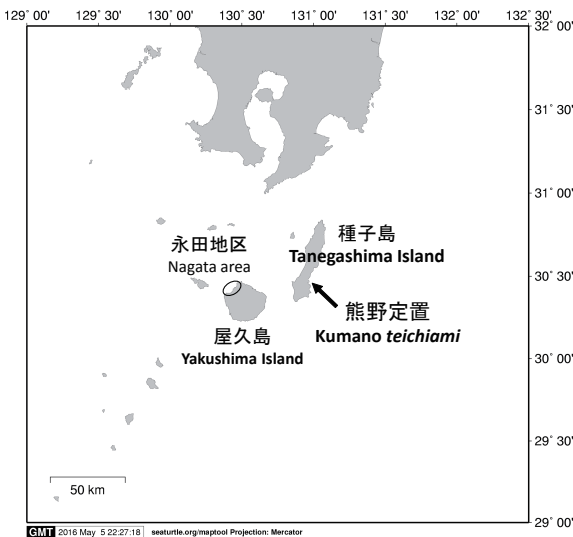 129˚ 00' 129˚ 30' 130˚ 00' 130˚ 30' 131˚ 00' 131˚ 30' 132˚ 00' 132˚ 30'
32˚ 00'
31˚ 30'
31˚ 00'
永田地区
Nagata area
種子島
Tanegashima Island
30˚ 30'
熊野定置
Kumano teichiami
屋久島
Yakushima Island
30˚ 00'
29˚ 30'
50 km
29˚ 00'
GMT 2016 May 5 22:27:18 seaturtle.org/maptool Projection: Mercator